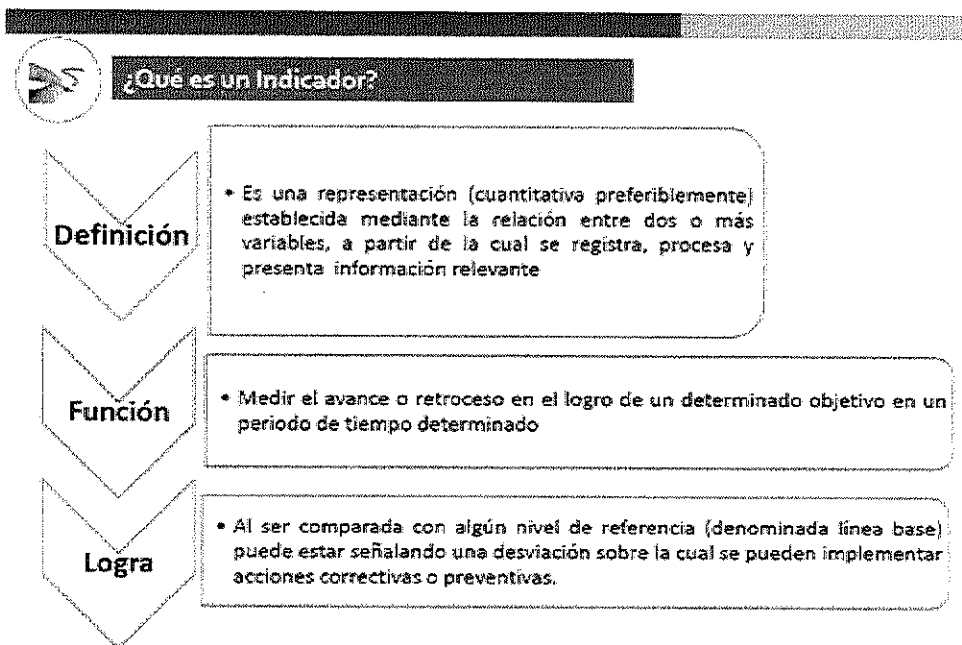 ¿Qué es un Indicador?
Definición
• Es una representación (cuantitativa preferiblemente)
establecida mediante la relación entre dos o más
variables, a partir de la cual se registra, procesa y
presenta información relevante
Función
• Medir el avance o retroceso en el logro de un determinado objetivo en un
periodo de tiempo determinado
Logra
• Al ser comparada con algún nivel de referencia (denominada línea base)
puede estar señalando una desviación sobre la cual se pueden implementar
acciones correctivas o preventivas.